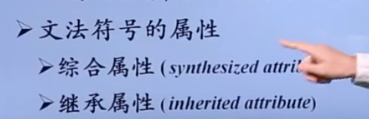 ➢文法符号的属性
➢综合属性 (synthesized
➢继承属性 (inherited attribute)